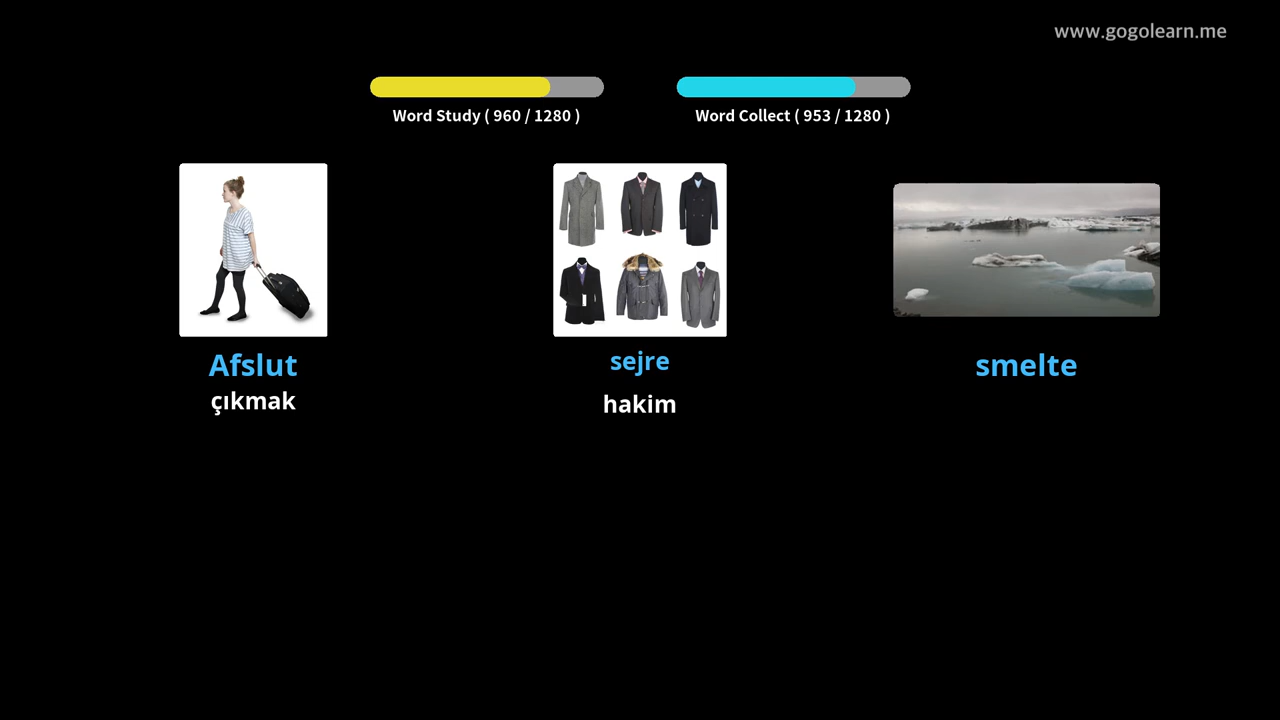 www.gogolearn.me
Word Study ( 960 / 1280 )
Word Collect ( 953 / 1280 )
Afslut
çıkmak
sejre
hakim
smelte